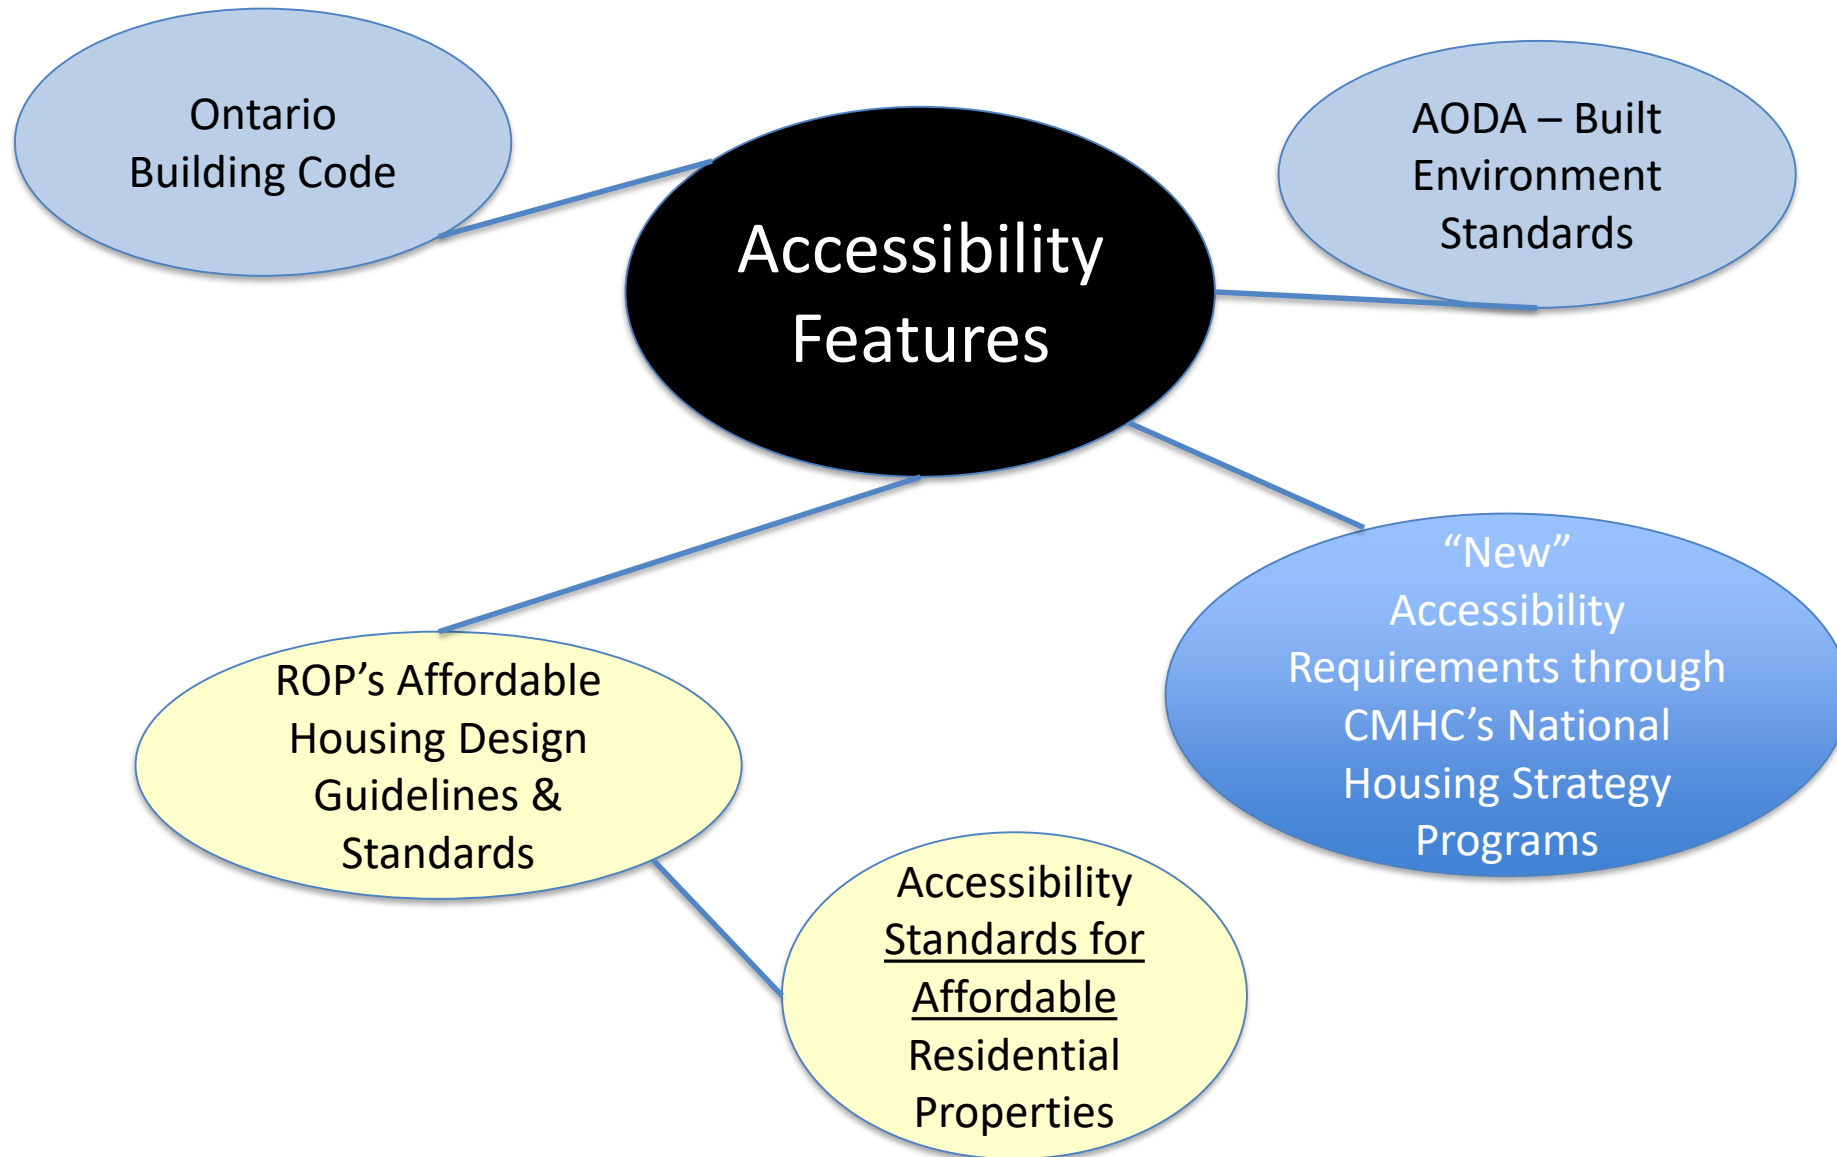 Ontario
Building Code
AODA – Built
Environment
Standards
Accessibility
Features
“New”
Accessibility
Requirements through
CMHC’s National
Housing Strategy
Programs
ROP’s Affordable
Housing Design
Guidelines &
Standards
Accessibility
Standards for
Affordable
Residential
Properties